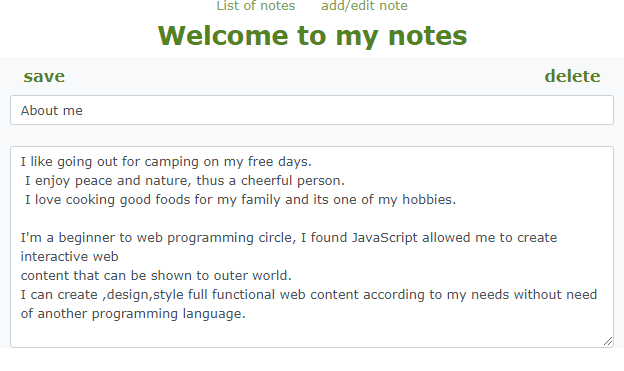 List of notes add/edit note
Welcome to my notes
save delete
About me
I like going out for camping on my free days.
I enjoy peace and nature, thus a cheerful person.
I love cooking good foods for my family and its one of my hobbies.
I'm a beginner to web programming circle, I found JavaScript allowed me to create
interactive web
content that can be shown to outer world.
I can create ,design,style full functional web content according to my needs without need
of another programming language.